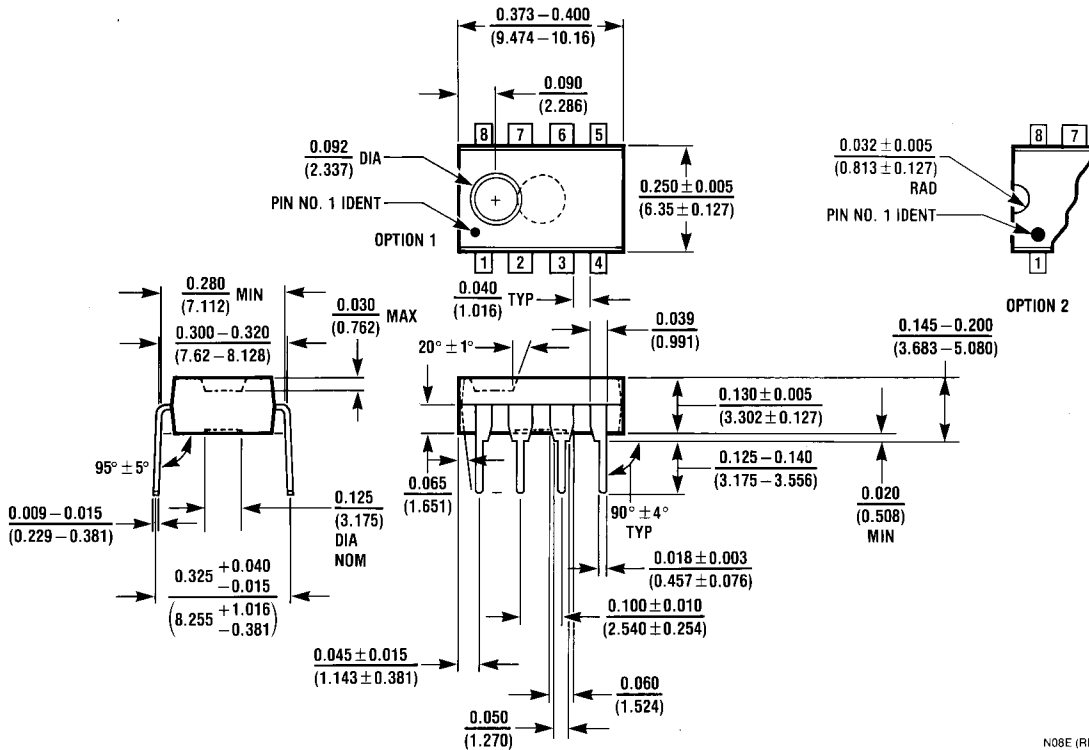 0.373 – 0.400
(9.474 – 10.16)
0.090
(2.286)
8 7 6 5
0.092 DIA
(2.337)
PIN NO. 1 IDENT
OPTION 1
0.250 ± 0.005
(6.35 ± 0.127)
1 2 3 4
0.032 ± 0.005
(0.813 ± 0.127)
RAD
PIN NO. 1 IDENT
8 7
1
OPTION 2
0.280 MIN
(7.112)
0.300 – 0.320
(7.62 – 8.128)
0.030 MAX
(0.762)
0.040 TYP
(1.016)
20° ± 1°
0.039
(0.991)
0.145 – 0.200
(3.683 – 5.080)
0.130 ± 0.005
(3.302 ± 0.127)
0.125 – 0.140
(3.175 – 3.556)
0.020
(0.508)
MIN
95° ± 5°
0.009 – 0.015
(0.229 – 0.381)
0.125
(3.175)
DIA
NOM
0.065
(1.651)
90° ± 4°
TYP
0.325 +0.040
−0.015
(8.255 +1.016
−0.381)
0.018 ± 0.003
(0.457 ± 0.076)
0.100 ± 0.010
(2.540 ± 0.254)
0.045 ± 0.015
(1.143 ± 0.381)
0.060
(1.524)
0.050
(1.270)
N08E